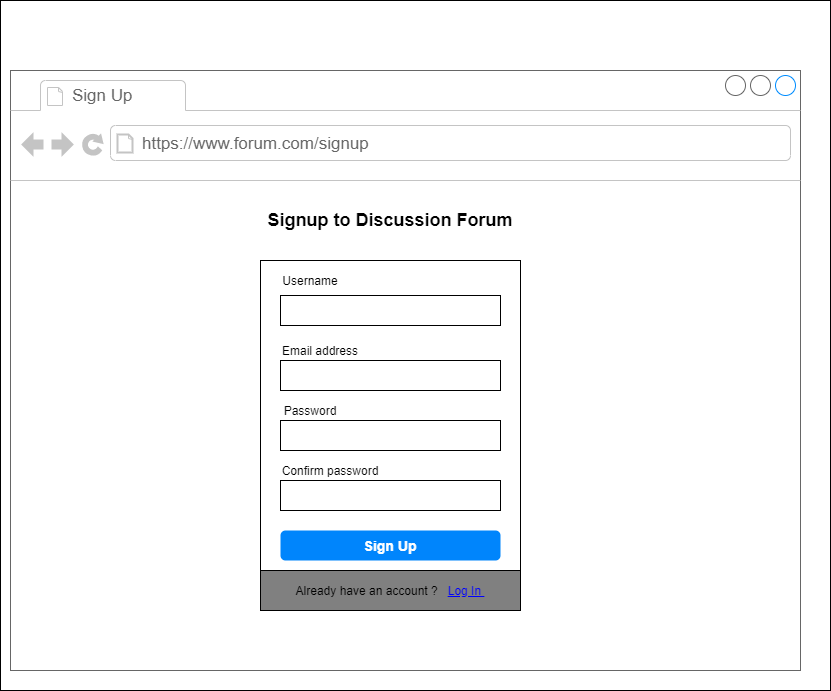 Sign Up
https://www.forum.com/signup
Signup to Discussion Forum
Username
Email address
Password
Confirm password
Sign Up
Already have an account ? Log In